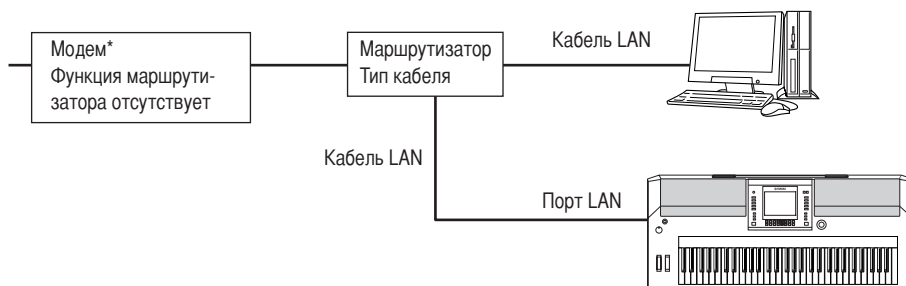 Модем*
Функция маршрути-
затора отсутствует
Маршрутизатор
Тип кабеля
Кабель LAN
Кабель LAN
Порт LAN